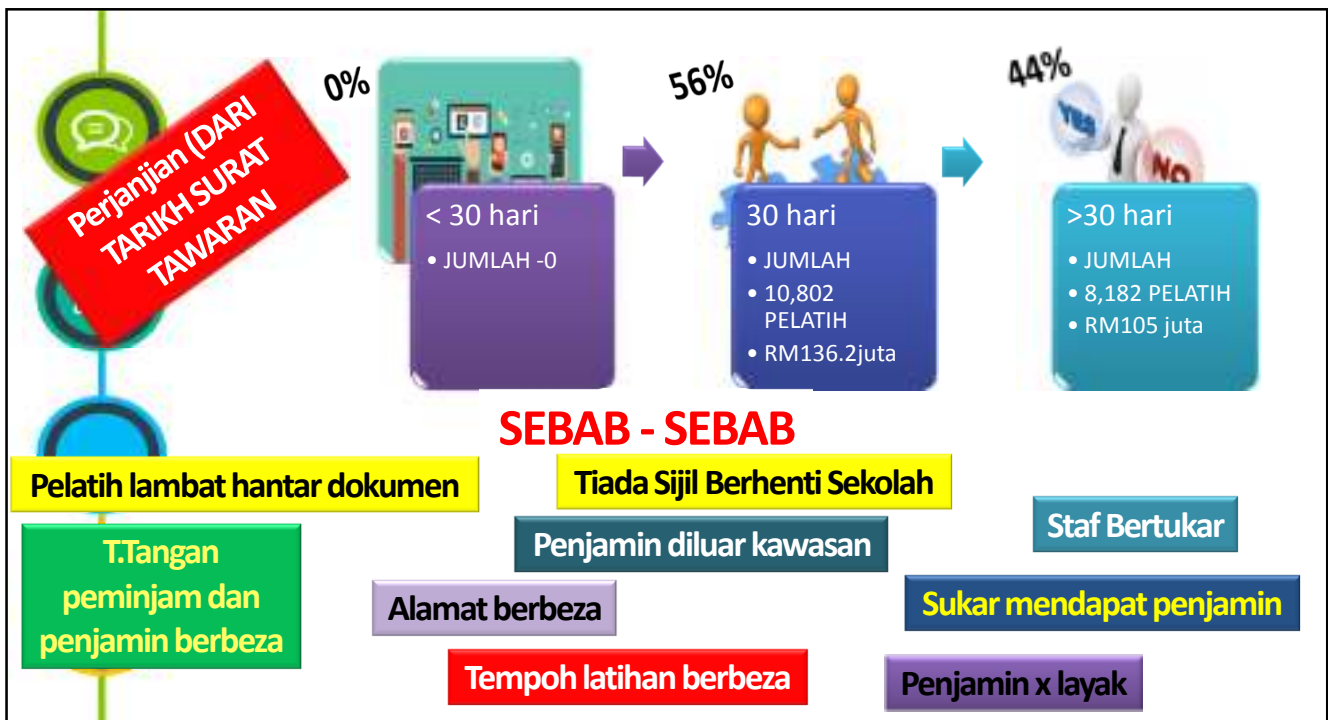 Perjanjian (DARI
TARIKH SURAT
TAWARAN
0%
< 30 hari
• JUMLAH -0
56%
30 hari
• JUMLAH
• 10,802
PELATIH
• RM136.2juta
44%
YES
NO
>30 hari
• JUMLAH
• 8,182 PELATIH
• RM105 juta
SEBAB - SEBAB
Pelatih lambat hantar dokumen
Tiada Sijil Berhenti Sekolah
Staf Bertukar
T.Tangan
peminjam dan
penjamin berbeza
Penjamin diluar kawasan
Alamat berbeza
Sukar mendapat penjamin
Tempoh latihan berbeza
Penjamin x layak